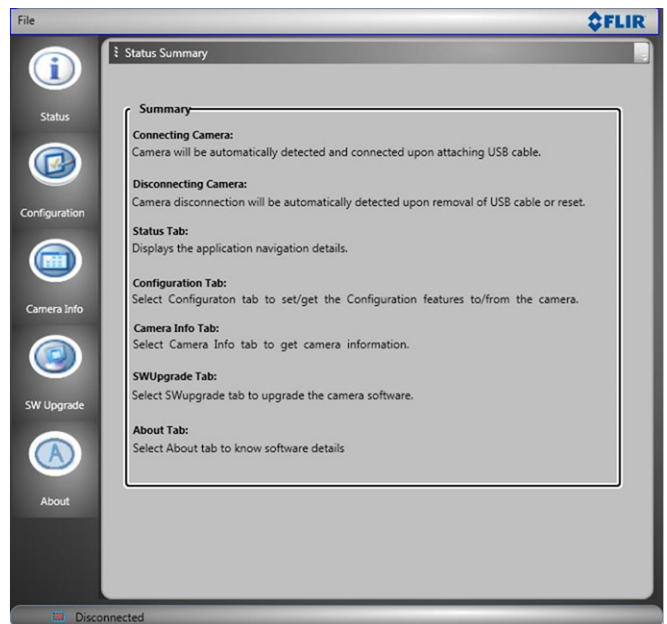 File
FLIR
Status Summary
Status
Configuration
Camera Info
SW Upgrade
About
Summary
Connecting Camera:
Camera will be automatically detected and connected upon attaching USB cable.
Disconnecting Camera:
Camera disconnection will be automatically detected upon removal of USB cable or reset.
Status Tab:
Displays the application navigation details.
Configuration Tab:
Select Configuraton tab to set/get the Configuration features to/from the camera.
Camera Info Tab:
Select Camera Info tab to get camera information.
SWUpgrade Tab:
Select SWupgrade tab to upgrade the camera software.
About Tab:
Select About tab to know software details
Disconnected